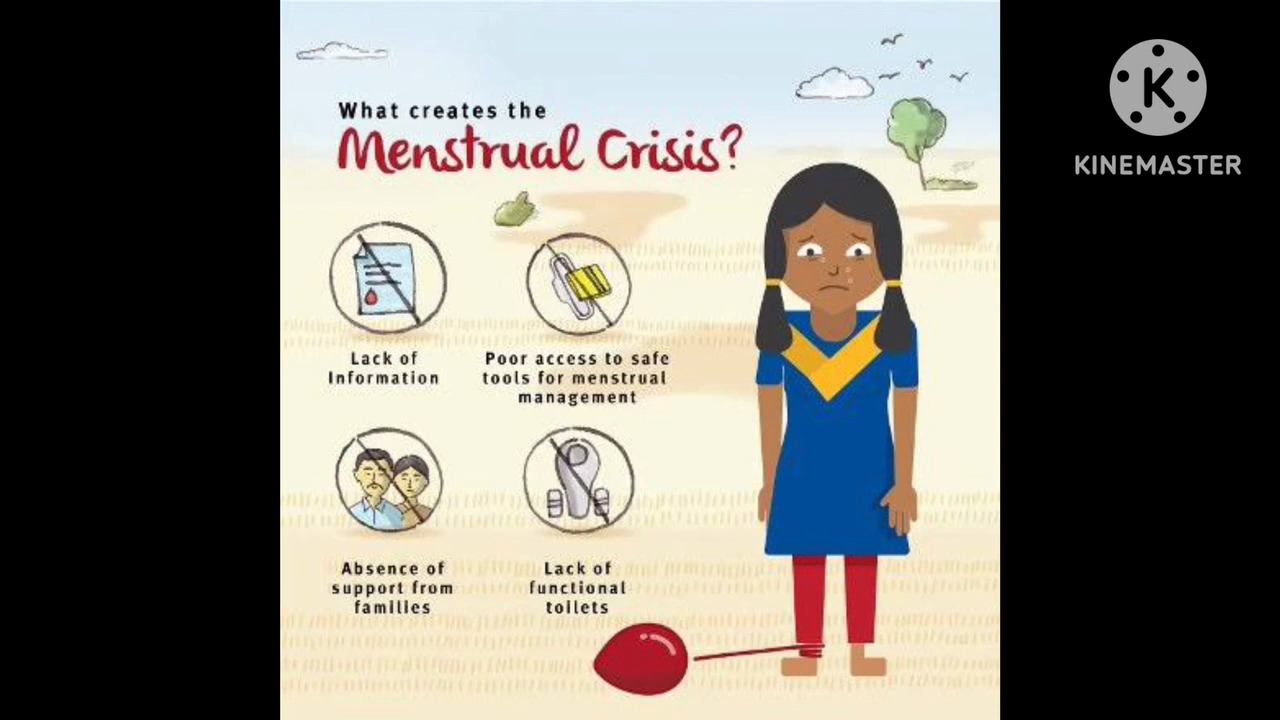 What creates the
Menstrual Crisis?
Lack of
Information
Poor access to safe
tools for menstrual
management
Absence of
support from
families
Lack of
functional
toilets
K
KINEMASTER